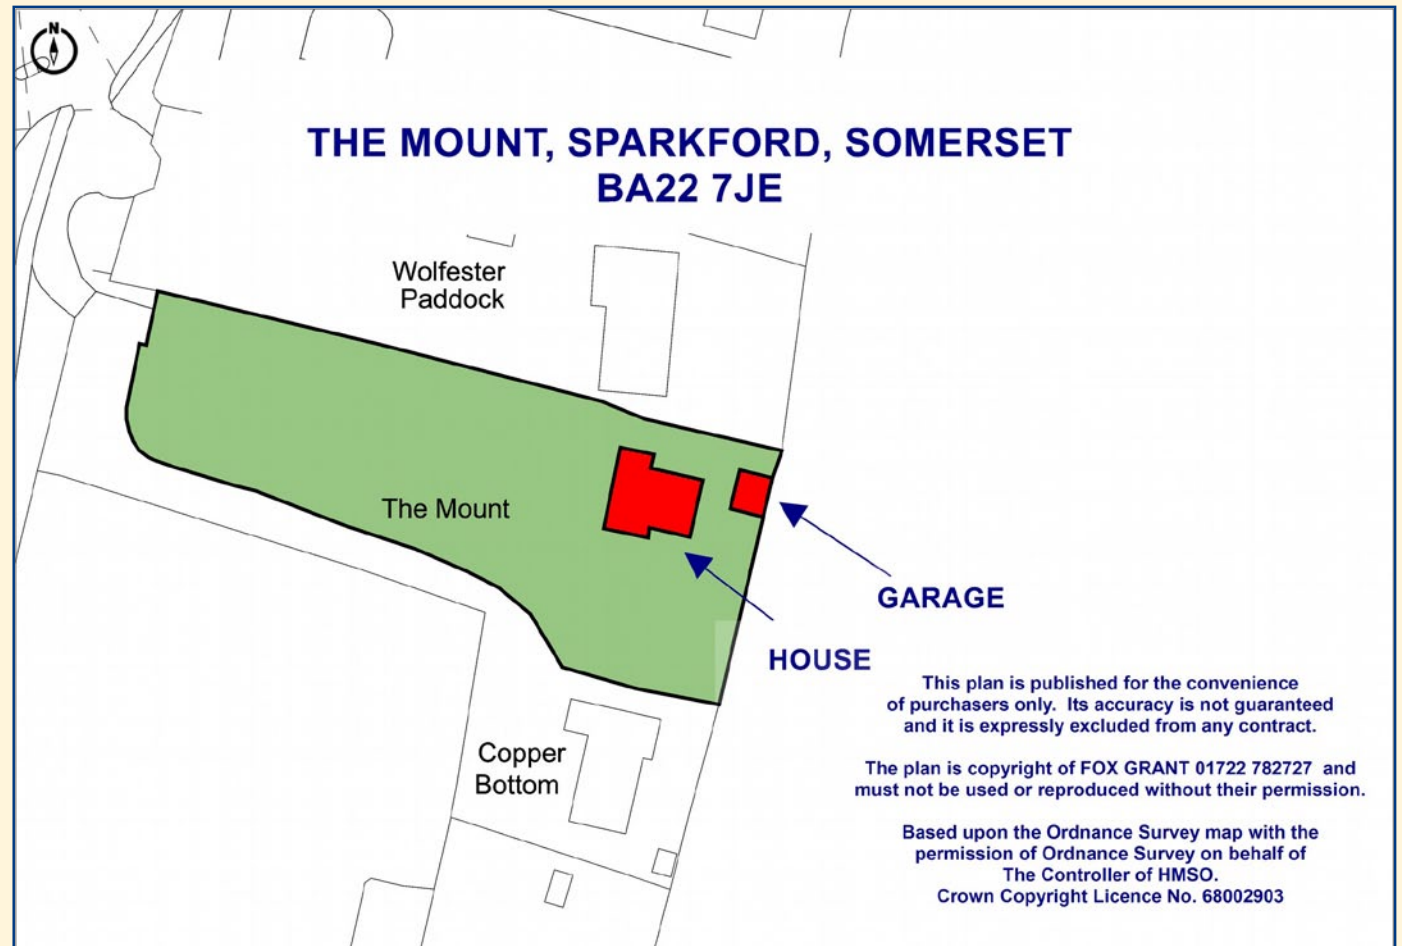 N
THE MOUNT, SPARKFORD, SOMERSET
BA22 7JE
Wolfester
Paddock
The Mount
GARAGE
HOUSE
Copper
Bottom
This plan is published for the convenience
of purchasers only.  Its accuracy is not guaranteed
and it is expressly excluded from any contract.
The plan is copyright of FOX GRANT 01722 782727  and
must not be used or reproduced without their permission.
Based upon the Ordnance Survey map with the
permission of Ordnance Survey on behalf of
The Controller of HMSO.
Crown Copyright Licence No. 68002903